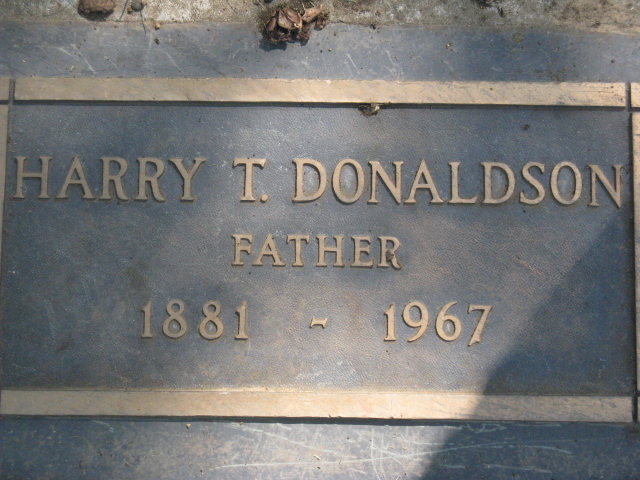 HARRY T. DONALDSON
FATHER
1881 - 1967